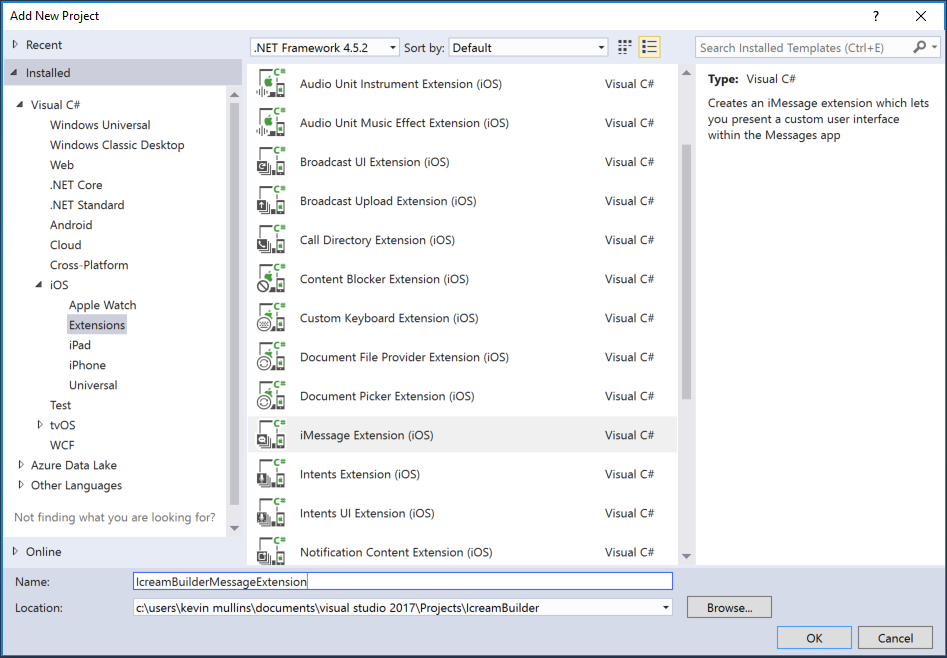 Add New Project
?
Recent
Installed
.NET Framework 4.5.2
Sort by:
Default
Search Installed Templates (Ctrl+E)
Visual C#
Windows Universal
Windows Classic Desktop
Web
.NET Core
.NET Standard
Android
Cloud
Cross-Platform
iOS
Apple Watch
Extensions
iPad
iPhone
Universal
Test
tvOS
WCF
Azure Data Lake
Other Languages
Not finding what you are looking for?
Online
C# Audio Unit Instrument Extension (iOS) Visual C#
C# Audio Unit Music Effect Extension (iOS) Visual C#
C# Broadcast UI Extension (iOS) Visual C#
C# Broadcast Upload Extension (iOS) Visual C#
C# Call Directory Extension (iOS) Visual C#
C# Content Blocker Extension (iOS) Visual C#
C# Custom Keyboard Extension (iOS) Visual C#
C# Document File Provider Extension (iOS) Visual C#
C# Document Picker Extension (iOS) Visual C#
C# iMessage Extension (iOS) Visual C#
C# Intents Extension (iOS) Visual C#
C# Intents UI Extension (iOS) Visual C#
C# Notification Content Extension (iOS) Visual C#
Type: Visual C#
Creates an iMessage extension which lets
you present a custom user interface
within the Messages app
Name: IcreamBuilderMessageExtension
Location: c:\users\kevin mullins\documents\visual studio 2017\Projects\IcreamBuilder
Browse...
OK
Cancel